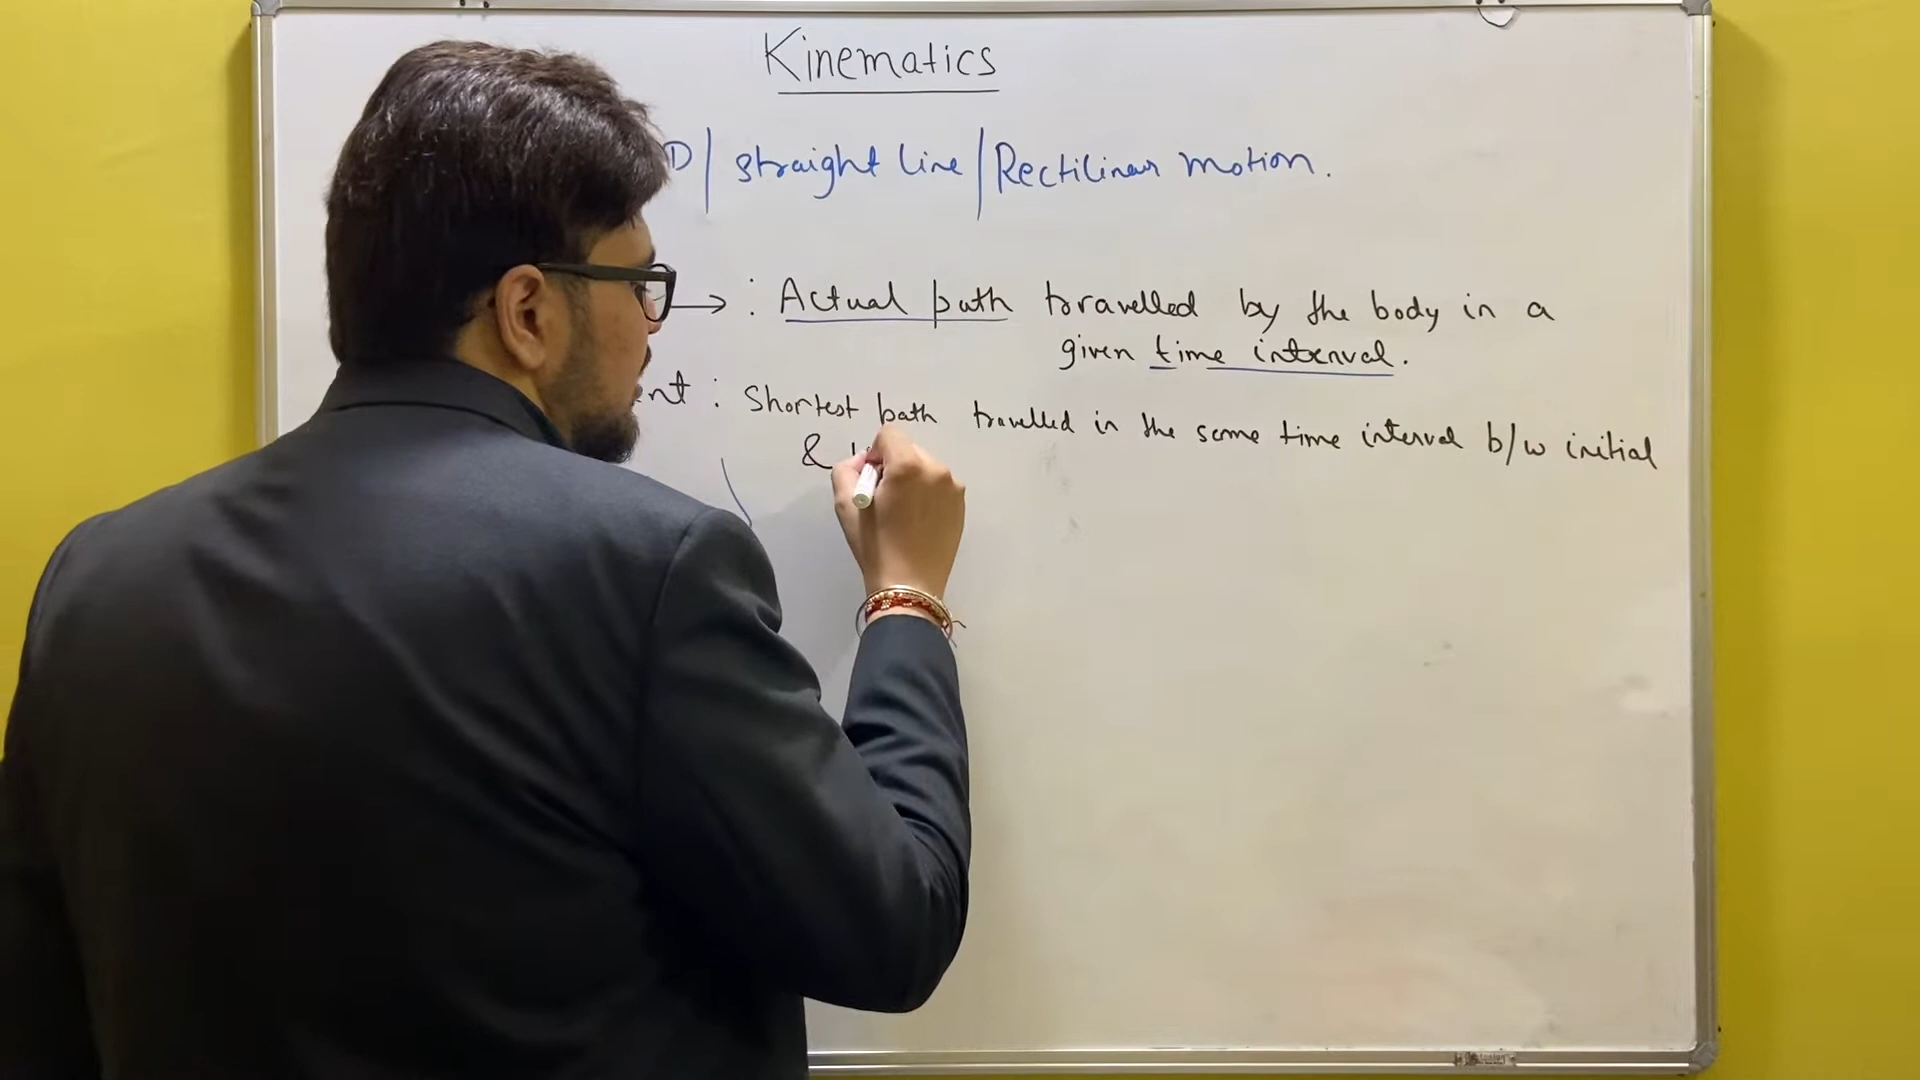 Kinematics
D / straight line / Rectilinear motion.
→ : Actual path travelled by the body in a
given time interval.
nt : Shortest path travelled in the same time interval b/w initial
&